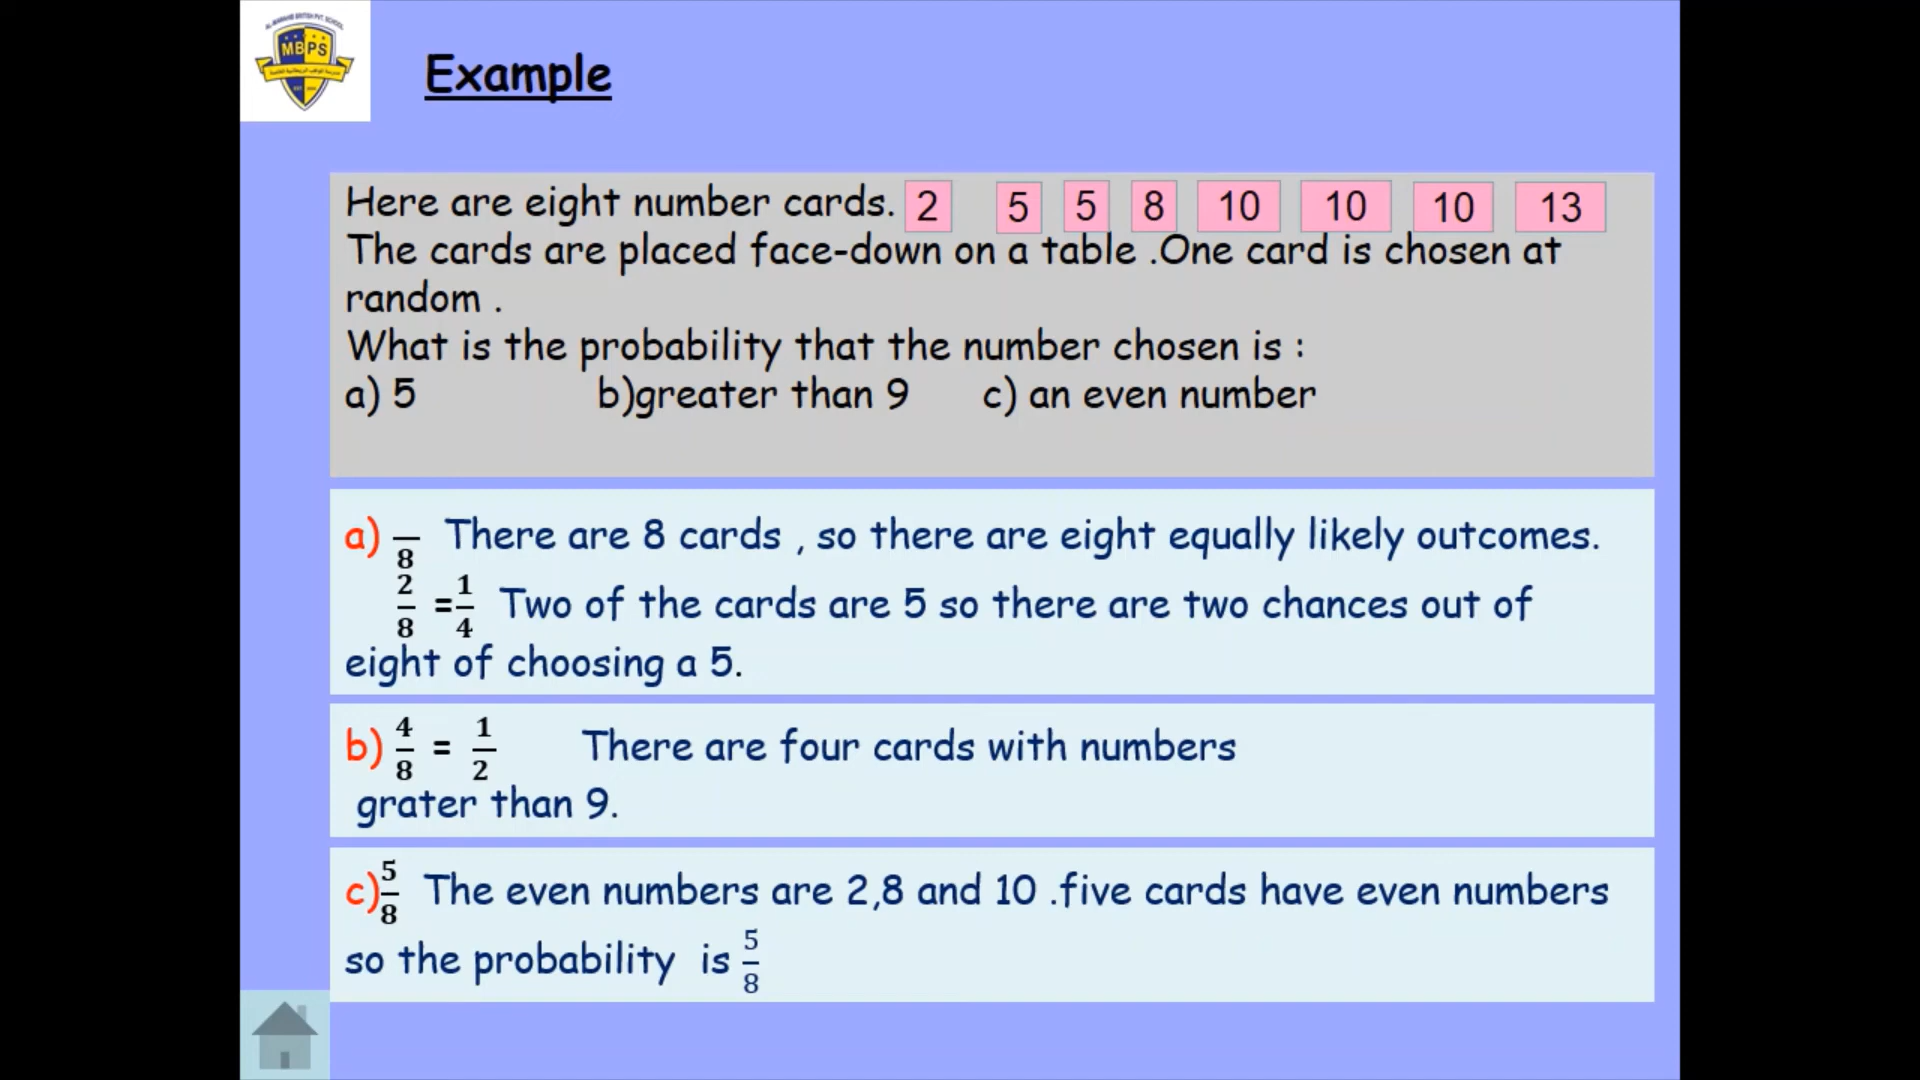 MBPS
Example
Here are eight number cards. 2 5 5 8 10 10 10 13
The cards are placed face-down on a table .One card is chosen at
random .
What is the probability that the number chosen is :
a) 5 b)greater than 9 c) an even number
a) —/8 There are 8 cards , so there are eight equally likely outcomes.
2/8 = 1/4 Two of the cards are 5 so there are two chances out of
eight of choosing a 5.
b) 4/8 = 1/2 There are four cards with numbers
grater than 9.
c) 5/8 The even numbers are 2,8 and 10 .five cards have even numbers
so the probability is 5/8